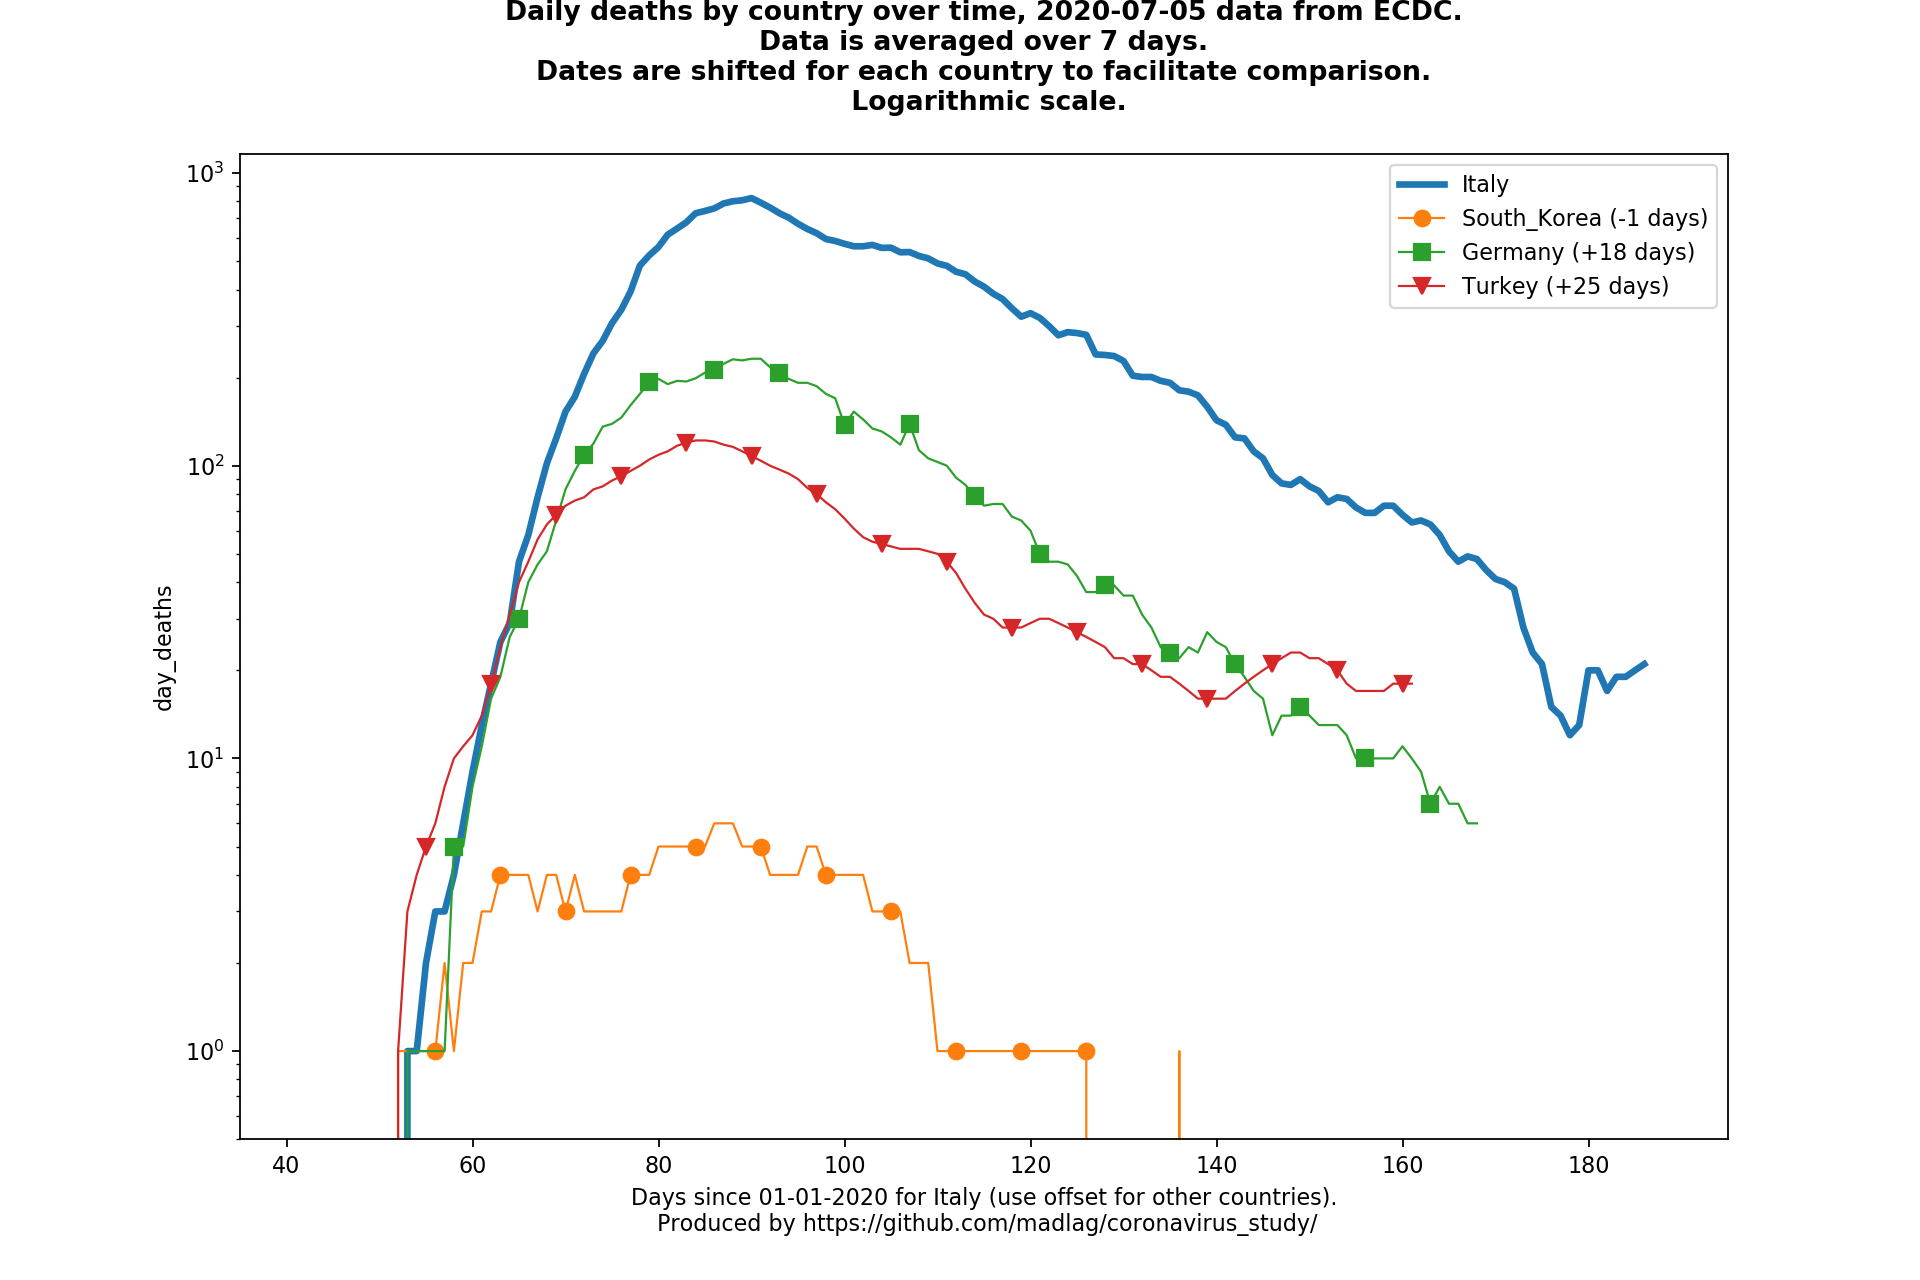 Daily deaths by country over time, 2020-07-05 data from ECDC.
Data is averaged over 7 days.
Dates are shifted for each country to facilitate comparison.
Logarithmic scale.
10³
Italy
South_Korea (-1 days)
Germany (+18 days)
Turkey (+25 days)
10²
day_deaths
10¹
10⁰
40 60 80 100 120 140 160 180
Days since 01-01-2020 for Italy (use offset for other countries).
Produced by https://github.com/madlag/coronavirus_study/